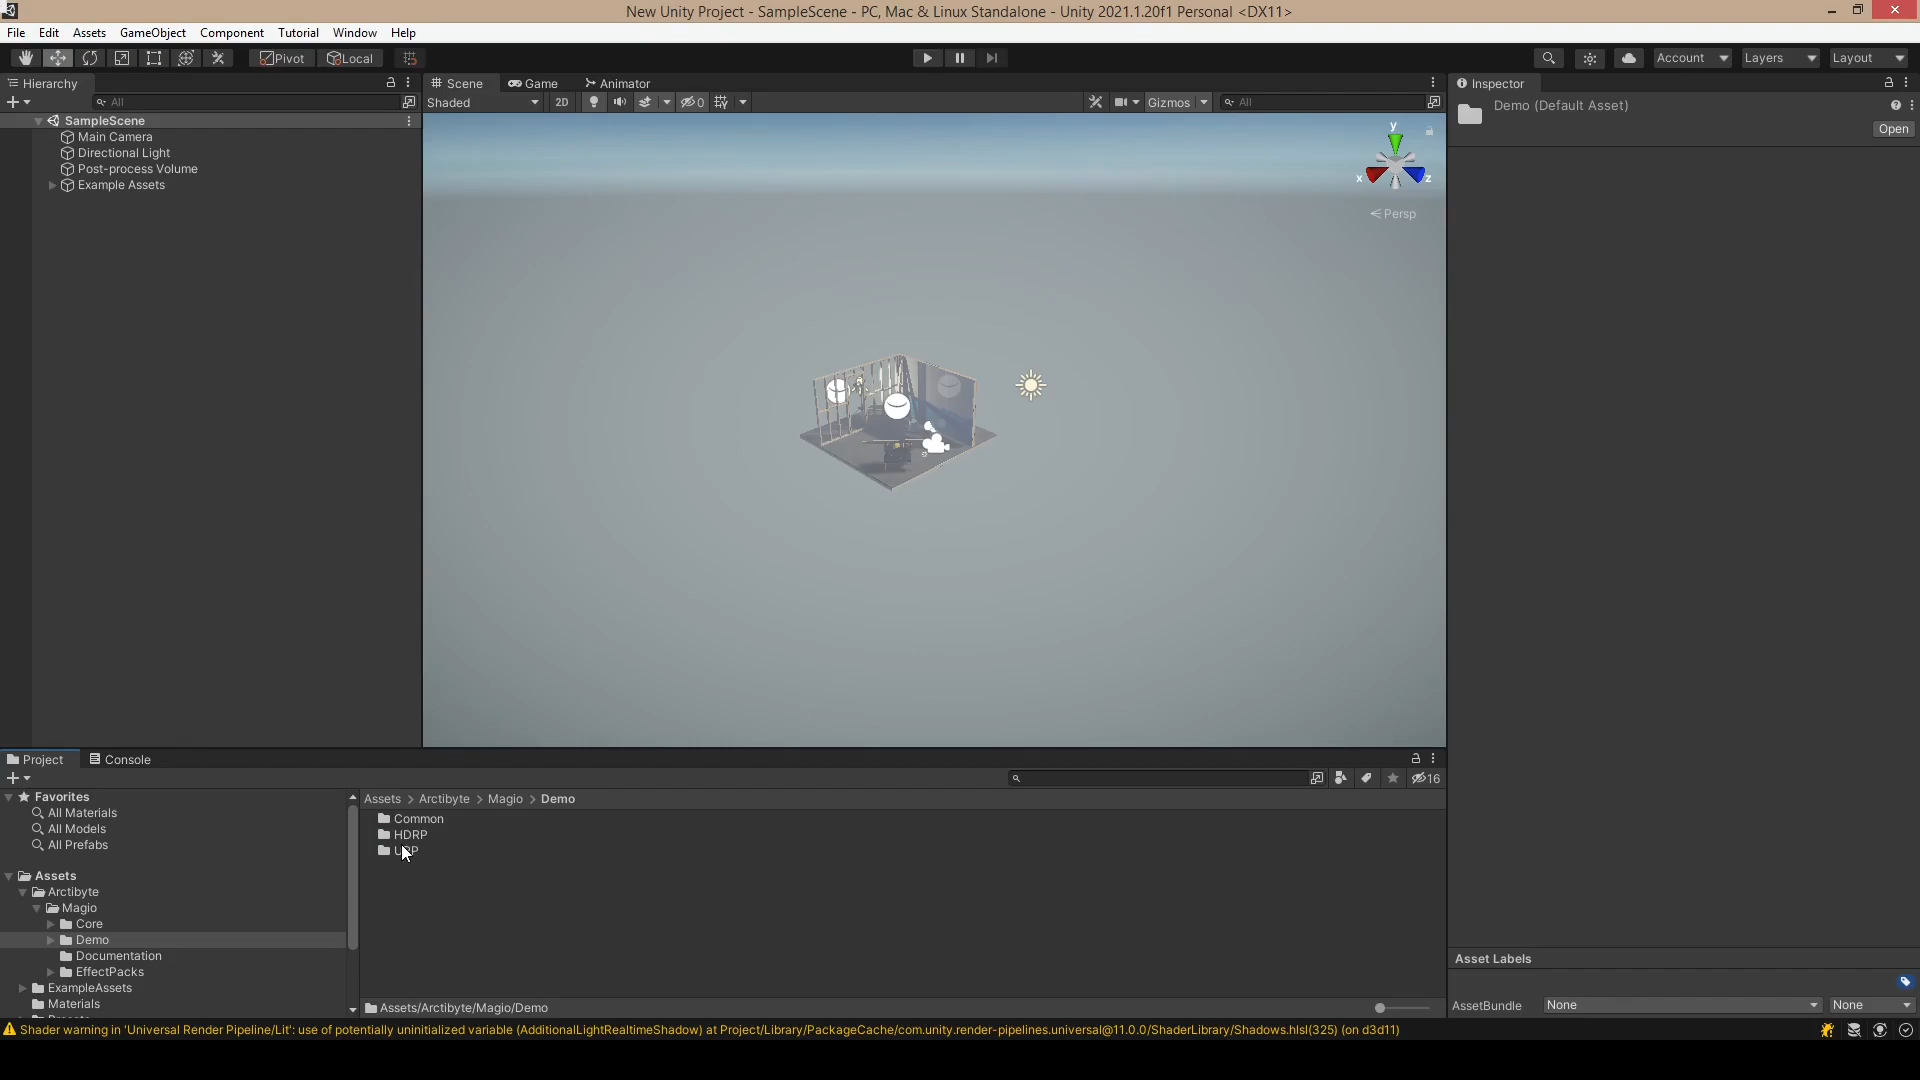 New Unity Project - SampleScene - PC, Mac & Linux Standalone - Unity 2021.1.20f1 Personal <DX11>
File Edit Assets GameObject Component Tutorial Window Help
Pivot Local Account Layers Layout
Hierarchy Scene Game Animator Inspector
All Shaded 2D 0 Gizmos All
Demo (Default Asset)
Open
SampleScene
Main Camera
Directional Light
Post-process Volume
Example Assets
y
x z
Persp
Project Console
16
Favorites
All Materials
All Models
All Prefabs
Assets
Arctibyte
Magio
Core
Demo
Documentation
EffectPacks
ExampleAssets
Materials
Assets > Arctibyte > Magio > Demo
Common
HDRP
URP
Assets/Arctibyte/Magio/Demo
Asset Labels
AssetBundle None None
Shader warning in 'Universal Render Pipeline/Lit': use of potentially uninitialized variable (AdditionalLightRealtimeShadow) at Project/Library/PackageCache/com.unity.render-pipelines.universal@11.0.0/ShaderLibrary/Shadows.hlsl(325) (on d3d11)